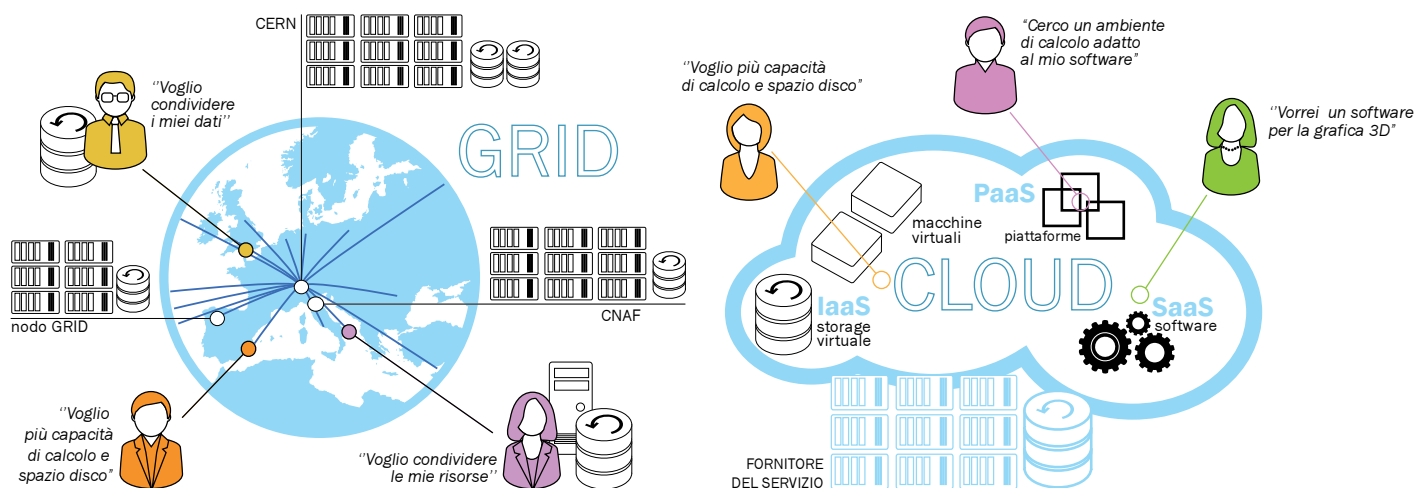 CERN
‘‘Voglio
condividere
i miei dati’’
GRID
nodo GRID
CNAF
‘‘Voglio
più capacità
di calcolo e
spazio disco”
‘‘Voglio condividere
le mie risorse’’
‘‘Voglio più capacità
di calcolo e spazio disco”
“Cerco un ambiente
di calcolo adatto
al mio software”
‘‘Vorrei un software
per la grafica 3D”
PaaS
piattaforme
macchine
virtuali
CLOUD
IaaS
storage
virtuale
SaaS
software
FORNITORE
DEL SERVIZIO